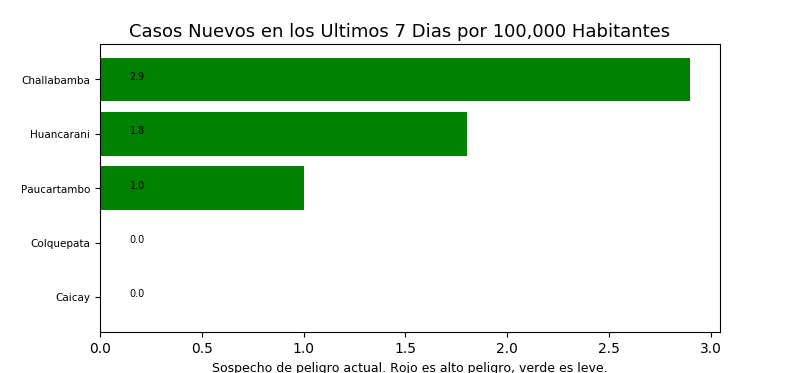 Casos Nuevos en los Ultimos 7 Dias por 100,000 Habitantes
Challabamba 2.9
Huancarani 1.8
Paucartambo 1.0
Colquepata 0.0
Caicay 0.0
0.0 0.5 1.0 1.5 2.0 2.5 3.0
Sospecho de peligro actual. Rojo es alto peligro, verde es leve.